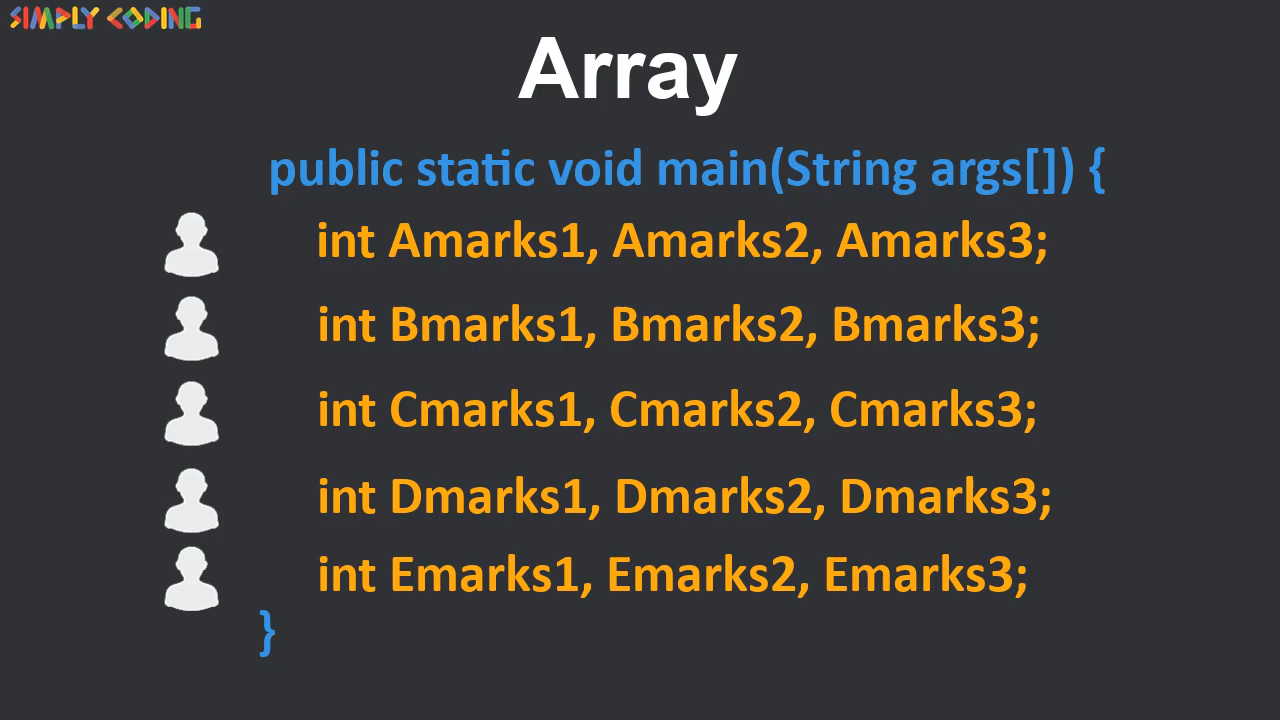 SIMPLY CODING
Array
public static void main(String args[]) {
int Amarks1, Amarks2, Amarks3;
int Bmarks1, Bmarks2, Bmarks3;
int Cmarks1, Cmarks2, Cmarks3;
int Dmarks1, Dmarks2, Dmarks3;
int Emarks1, Emarks2, Emarks3;
}